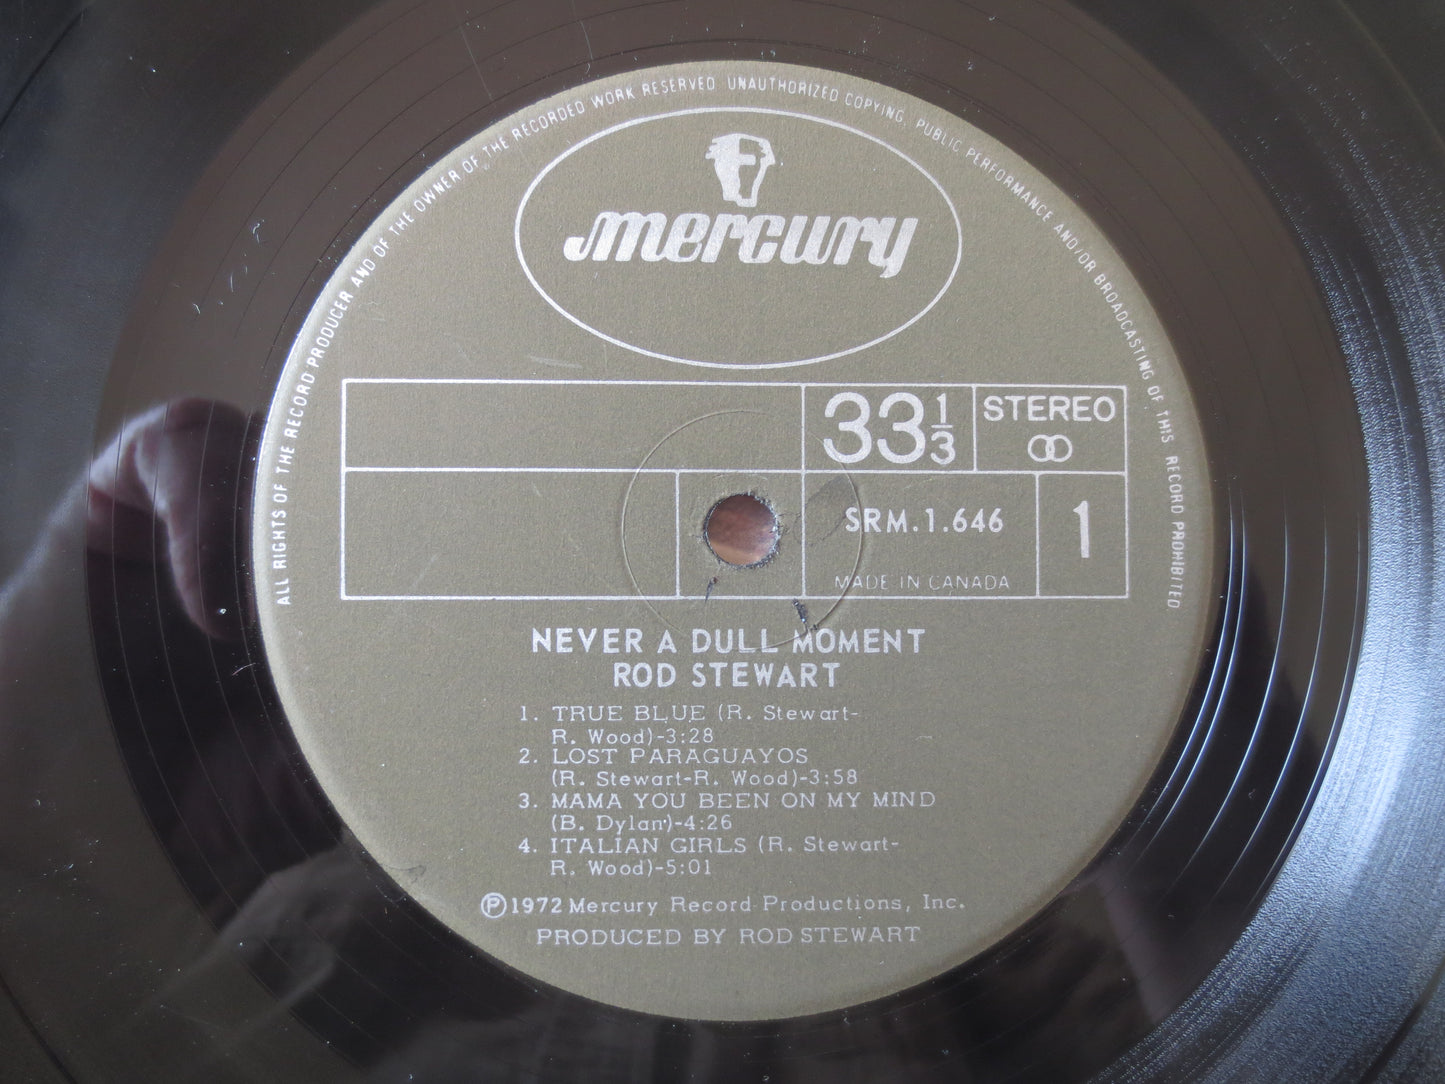 ALL RIGHTS OF THE RECORD PRODUCER AND OF THE OWNER OF THE RECORDED WORK RESERVED UNAUTHORIZED COPYING, PUBLIC PERFORMANCE AND/OR BROADCASTING OF THIS RECORD PROHIBITED.
mercury
33 1/3
STEREO
SRM.1.646
1
MADE IN CANADA
NEVER A DULL MOMENT
ROD STEWART
1. TRUE BLUE (R. Stewart-
R. Wood)-3:28
2. LOST PARAGUAYOS
(R. Stewart-R. Wood)-3:58
3. MAMA YOU BEEN ON MY MIND
(B. Dylan)-4:26
4. ITALIAN GIRLS (R. Stewart-
R. Wood)-5:01
Ⓟ1972 Mercury Record Productions, Inc.
PRODUCED BY ROD STEWART